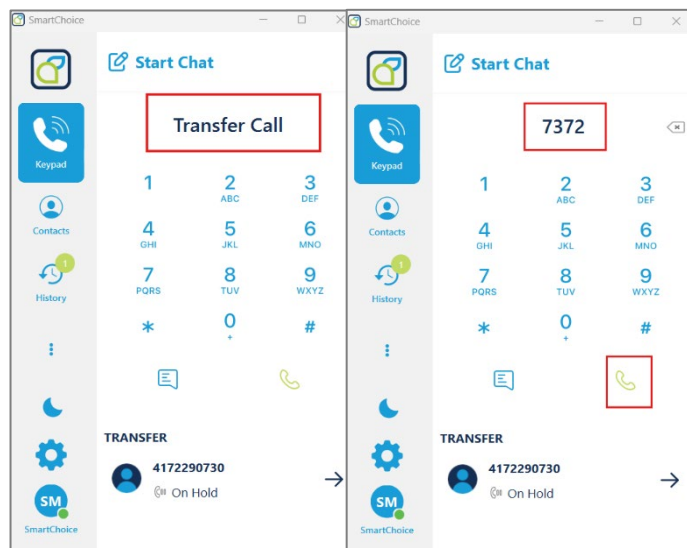 SmartChoice
Start Chat
Transfer Call
Keypad
1 2 3
ABC DEF
Contacts
4 5 6
GHI JKL MNO
History
1
7 8 9
PQRS TUV WXYZ
* 0 #
+
TRANSFER
4172290730
On Hold
SM
SmartChoice
SmartChoice
Start Chat
7372
Keypad
1 2 3
ABC DEF
Contacts
4 5 6
GHI JKL MNO
History
1
7 8 9
PQRS TUV WXYZ
* 0 #
+
TRANSFER
4172290730
On Hold
SM
SmartChoice